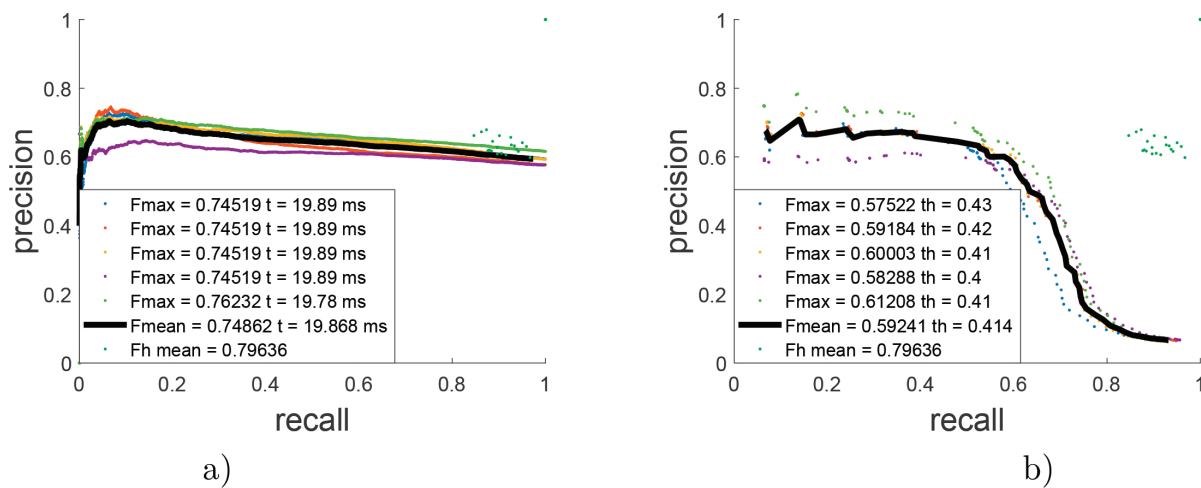 1
0.8
0.6
0.4
0.2
0
precision
Fmax = 0.74519 t = 19.89 ms
Fmax = 0.74519 t = 19.89 ms
Fmax = 0.74519 t = 19.89 ms
Fmax = 0.74519 t = 19.89 ms
Fmax = 0.76232 t = 19.78 ms
Fmean = 0.74862 t = 19.868 ms
Fh mean = 0.79636
0 0.2 0.4 0.6 0.8 1
recall
a)
1
0.8
0.6
0.4
0.2
0
precision
Fmax = 0.57522 th = 0.43
Fmax = 0.59184 th = 0.42
Fmax = 0.60003 th = 0.41
Fmax = 0.58288 th = 0.4
Fmax = 0.61208 th = 0.41
Fmean = 0.59241 th = 0.414
Fh mean = 0.79636
0 0.2 0.4 0.6 0.8 1
recall
b)